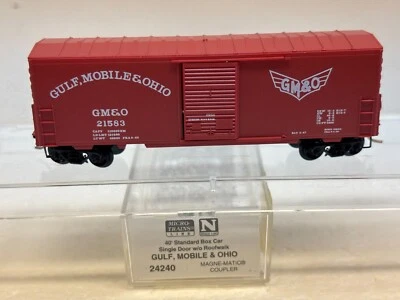 GULF, MOBILE & OHIO
GM&O
21583
GM&O
MICRO-TRAINS LINE
N
40' Standard Box Car
Single Door w/o Roofwalk
GULF, MOBILE & OHIO
24240
MAGNE-MATIC®
COUPLER